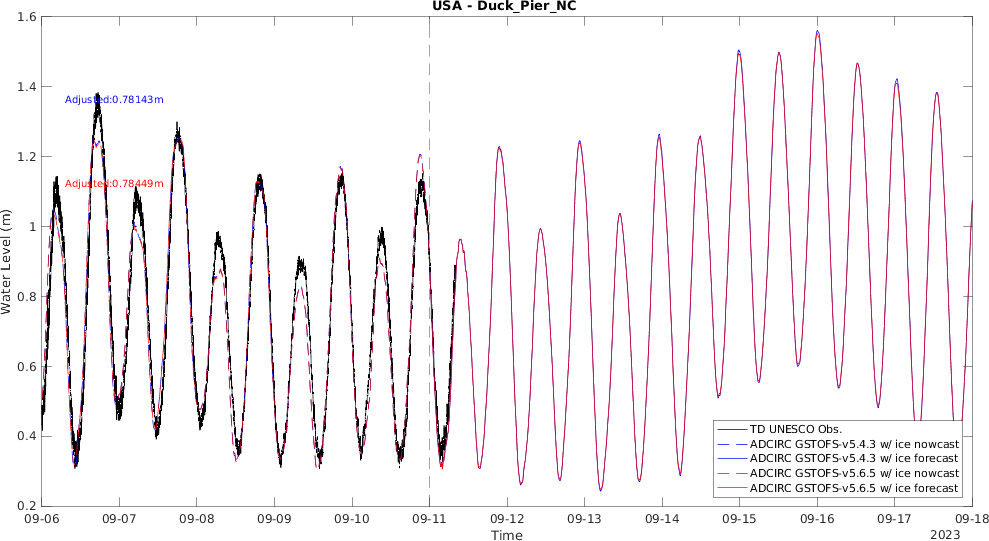 USA - Duck_Pier_NC
1.6
1.4
1.2
1
0.8
0.6
0.4
0.2
Water Level (m)
Adjusted:0.78143m
Adjusted:0.78449m
TD UNESCO Obs.
ADCIRC GSTOFS-v5.4.3 w/ ice nowcast
ADCIRC GSTOFS-v5.4.3 w/ ice forecast
ADCIRC GSTOFS-v5.6.5 w/ ice nowcast
ADCIRC GSTOFS-v5.6.5 w/ ice forecast
09-06 09-07 09-08 09-09 09-10 09-11 09-12 09-13 09-14 09-15 09-16 09-17 09-18
Time
2023